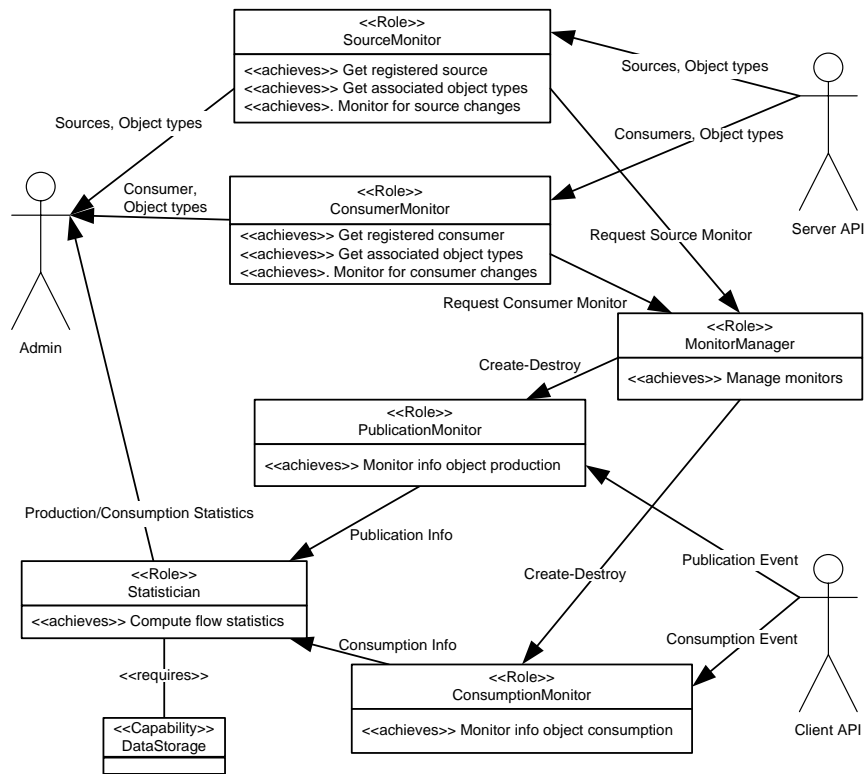 <<Role>>
SourceMonitor
<<achieves>> Get registered source
<<achieves>> Get associated object types
<<achieves>. Monitor for source changes
Sources, Object types
Sources, Object types
Consumers, Object types
Server API
Consumer,
Object types
<<Role>>
ConsumerMonitor
<<achieves>> Get registered consumer
<<achieves>> Get associated object types
<<achieves>. Monitor for consumer changes
Admin
Request Source Monitor
Request Consumer Monitor
<<Role>>
MonitorManager
<<achieves>> Manage monitors
Create-Destroy
<<Role>>
PublicationMonitor
<<achieves>> Monitor info object production
Production/Consumption Statistics
Publication Info
Publication Event
Create-Destroy
<<Role>>
Statistician
<<achieves>> Compute flow statistics
Consumption Info
Consumption Event
<<requires>>
<<Role>>
ConsumptionMonitor
<<achieves>> Monitor info object consumption
Client API
<<Capability>>
DataStorage